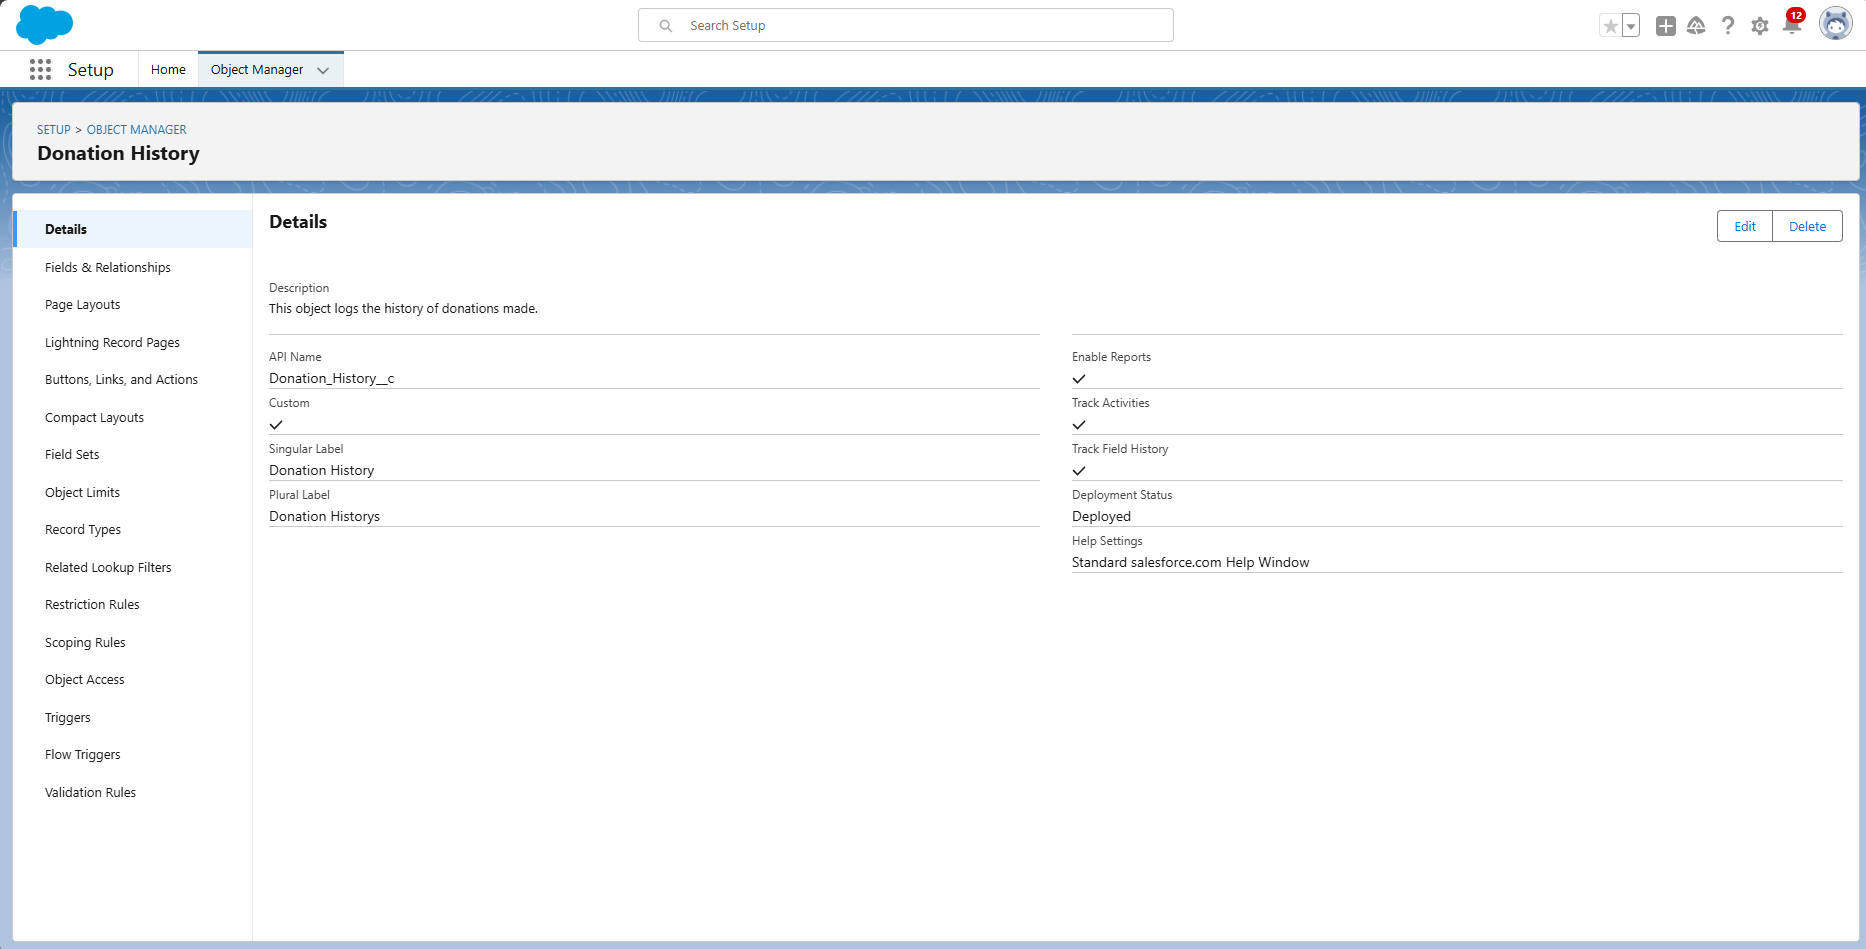 Search Setup
12
Setup
Home
Object Manager
SETUP > OBJECT MANAGER
Donation History
Details
Fields & Relationships
Page Layouts
Lightning Record Pages
Buttons, Links, and Actions
Compact Layouts
Field Sets
Object Limits
Record Types
Related Lookup Filters
Restriction Rules
Scoping Rules
Object Access
Triggers
Flow Triggers
Validation Rules
Details
Edit
Delete
Description
This object logs the history of donations made.
API Name
Donation_History__c
Custom
Singular Label
Donation History
Plural Label
Donation Historys
Enable Reports
Track Activities
Track Field History
Deployment Status
Deployed
Help Settings
Standard salesforce.com Help Window